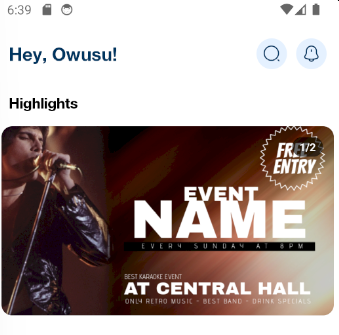 6:39
Hey, Owusu!
Highlights
1/2
FREE
ENTRY
EVENT
NAME
EVERY SUNDAY AT 8PM
BEST KARAOKE EVENT
AT CENTRAL HALL
ONLY RETRO MUSIC - BEST BAND - DRINK SPECIALS